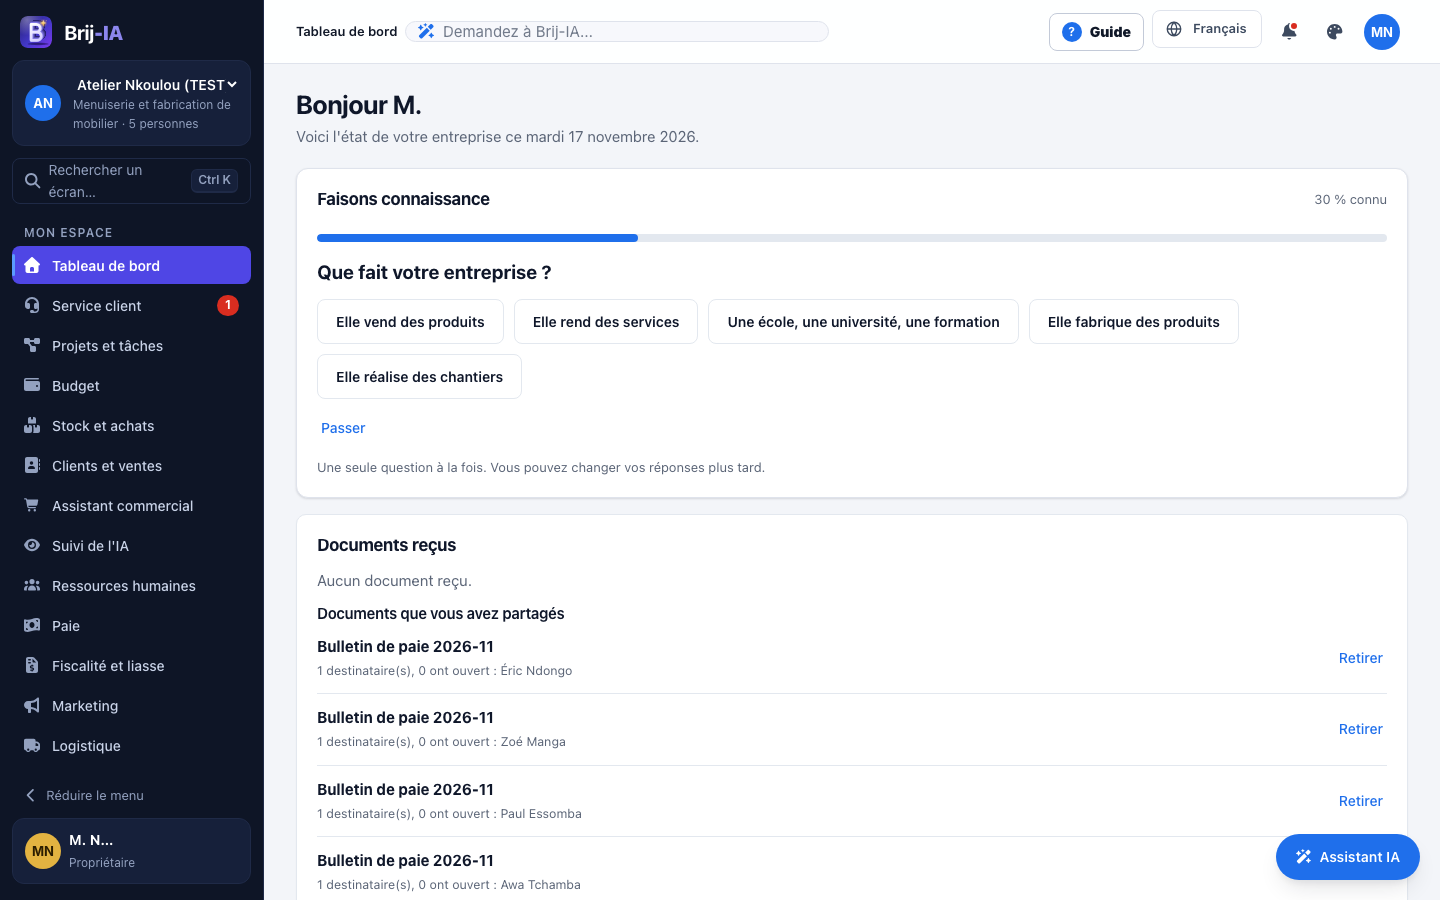 Brij-IA
AN
Atelier Nkoulou (TEST
Menuiserie et fabrication de
mobilier · 5 personnes
Rechercher un
écran...
Ctrl K
MON ESPACE
Tableau de bord
Service client
1
Projets et tâches
Budget
Stock et achats
Clients et ventes
Assistant commercial
Suivi de l'IA
Ressources humaines
Paie
Fiscalité et liasse
Marketing
Logistique
Réduire le menu
MN
M. N...
Propriétaire
Tableau de bord
Demandez à Brij-IA...
? Guide
Français
MN
Bonjour M.
Voici l'état de votre entreprise ce mardi 17 novembre 2026.
Faisons connaissance
30 % connu
Que fait votre entreprise ?
Elle vend des produits
Elle rend des services
Une école, une université, une formation
Elle fabrique des produits
Elle réalise des chantiers
Passer
Une seule question à la fois. Vous pouvez changer vos réponses plus tard.
Documents reçus
Aucun document reçu.
Documents que vous avez partagés
Bulletin de paie 2026-11
1 destinataire(s), 0 ont ouvert : Éric Ndongo
Retirer
Bulletin de paie 2026-11
1 destinataire(s), 0 ont ouvert : Zoé Manga
Retirer
Bulletin de paie 2026-11
1 destinataire(s), 0 ont ouvert : Paul Essomba
Retirer
Bulletin de paie 2026-11
1 destinataire(s), 0 ont ouvert : Awa Tchamba
Assistant IA